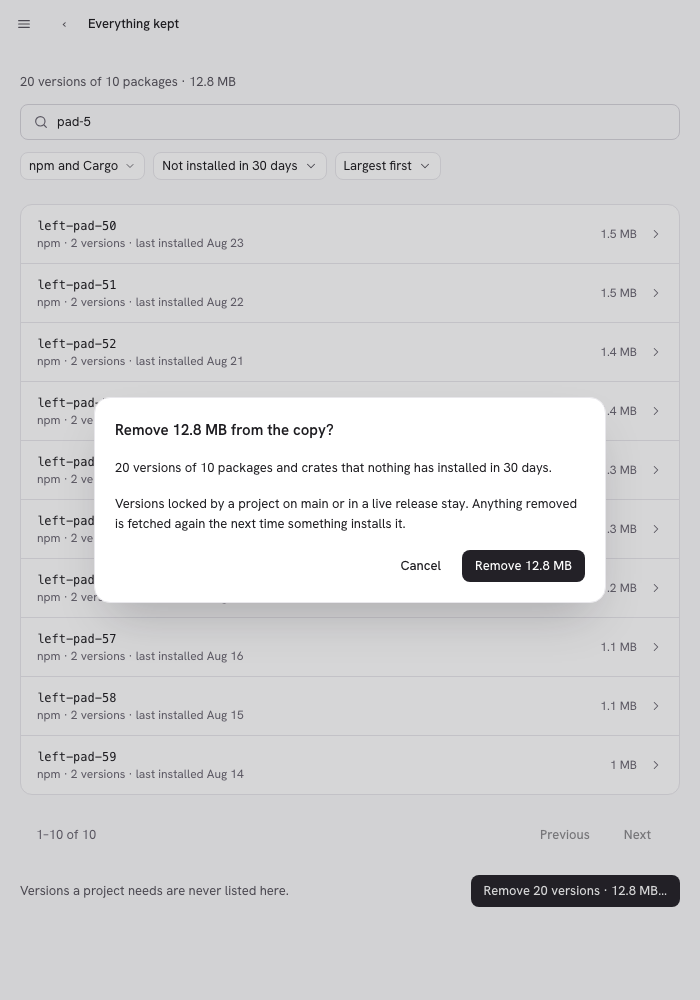 Everything kept
20 versions of 10 packages · 12.8 MB
pad-5
npm and Cargo
Not installed in 30 days
Largest first
left-pad-50
npm · 2 versions · last installed Aug 23
1.5 MB
left-pad-51
npm · 2 versions · last installed Aug 22
1.5 MB
left-pad-52
npm · 2 versions · last installed Aug 21
1.4 MB
Remove 12.8 MB from the copy?
20 versions of 10 packages and crates that nothing has installed in 30 days.
Versions locked by a project on main or in a live release stay. Anything removed
is fetched again the next time something installs it.
Cancel
Remove 12.8 MB
left-pad-57
npm · 2 versions · last installed Aug 16
1.1 MB
left-pad-58
npm · 2 versions · last installed Aug 15
1.1 MB
left-pad-59
npm · 2 versions · last installed Aug 14
1 MB
1–10 of 10
Previous
Next
Versions a project needs are never listed here.
Remove 20 versions · 12.8 MB…